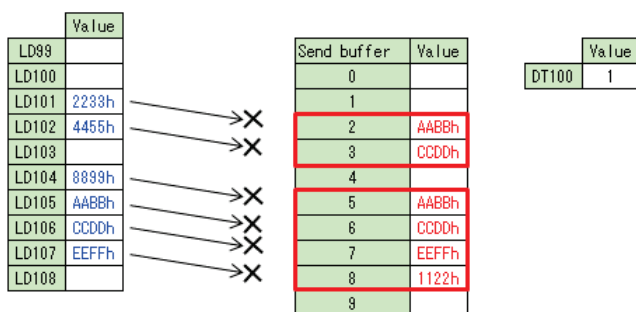 Value
LD99
LD100
LD101 2233h
LD102 4455h
LD103
LD104 8899h
LD105 AABBh
LD106 CCDDh
LD107 EEFFh
LD108
Send buffer Value
0
1
2 AABBh
3 CCDDh
4
5 AABBh
6 CCDDh
7 EEFFh
8 1122h
9
Value
DT100 1